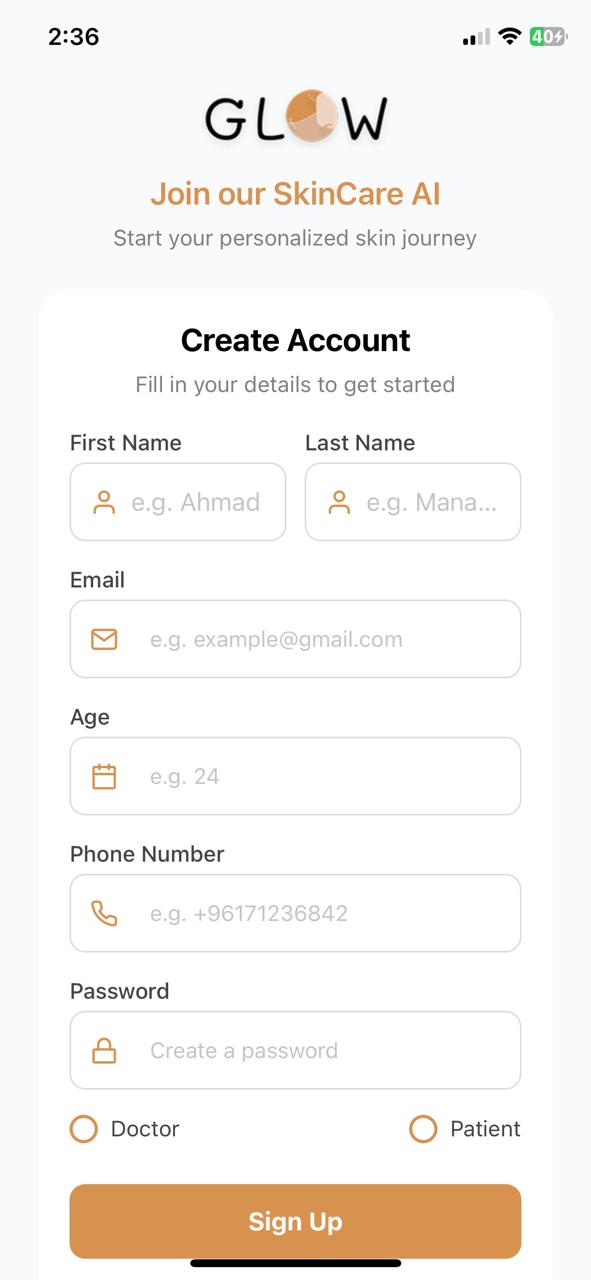 2:36
40
GLOW
Join our SkinCare AI
Start your personalized skin journey
Create Account
Fill in your details to get started
First Name Last Name
e.g. Ahmad e.g. Mana...
Email
e.g. example@gmail.com
Age
e.g. 24
Phone Number
e.g. +96171236842
Password
Create a password
Doctor Patient
Sign Up